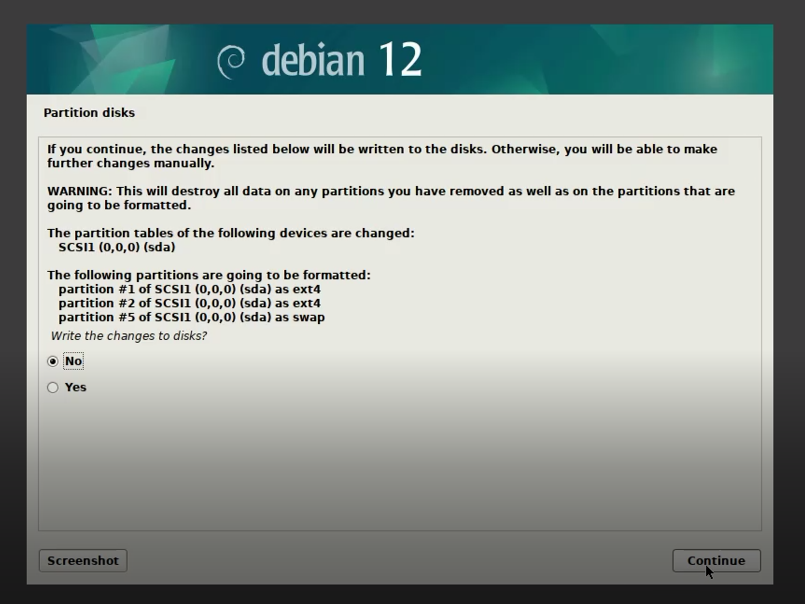 debian 12
Partition disks
If you continue, the changes listed below will be written to the disks. Otherwise, you will be able to make
further changes manually.
WARNING: This will destroy all data on any partitions you have removed as well as on the partitions that are
going to be formatted.
The partition tables of the following devices are changed:
SCSI1 (0,0,0) (sda)
The following partitions are going to be formatted:
partition #1 of SCSI1 (0,0,0) (sda) as ext4
partition #2 of SCSI1 (0,0,0) (sda) as ext4
partition #5 of SCSI1 (0,0,0) (sda) as swap
Write the changes to disks?
No
Yes
Screenshot
Continue